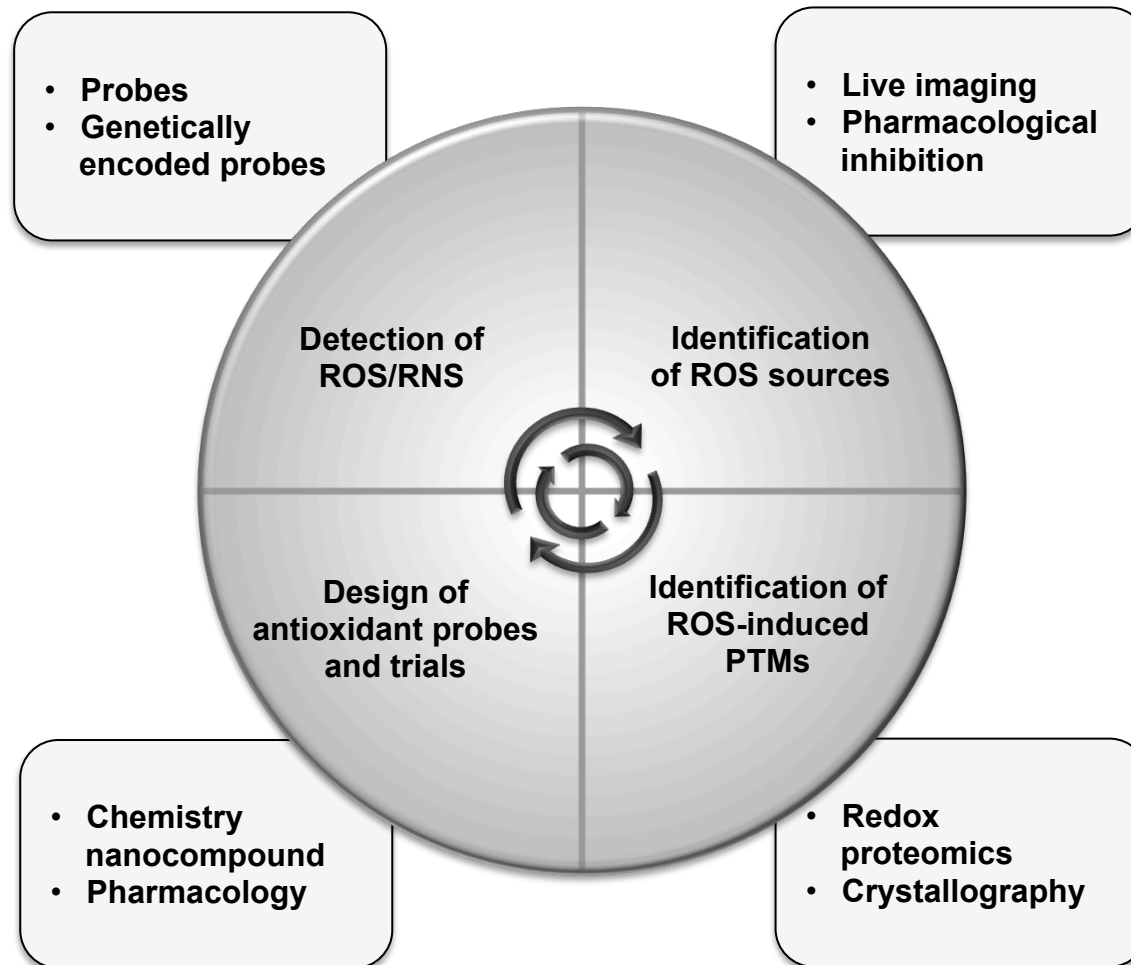 • Probes
• Genetically
encoded probes
• Live imaging
• Pharmacological
inhibition
Detection of
ROS/RNS
Identification
of ROS sources
Design of
antioxidant probes
and trials
Identification of
ROS-induced
PTMs
• Chemistry
nanocompound
• Pharmacology
• Redox
proteomics
• Crystallography